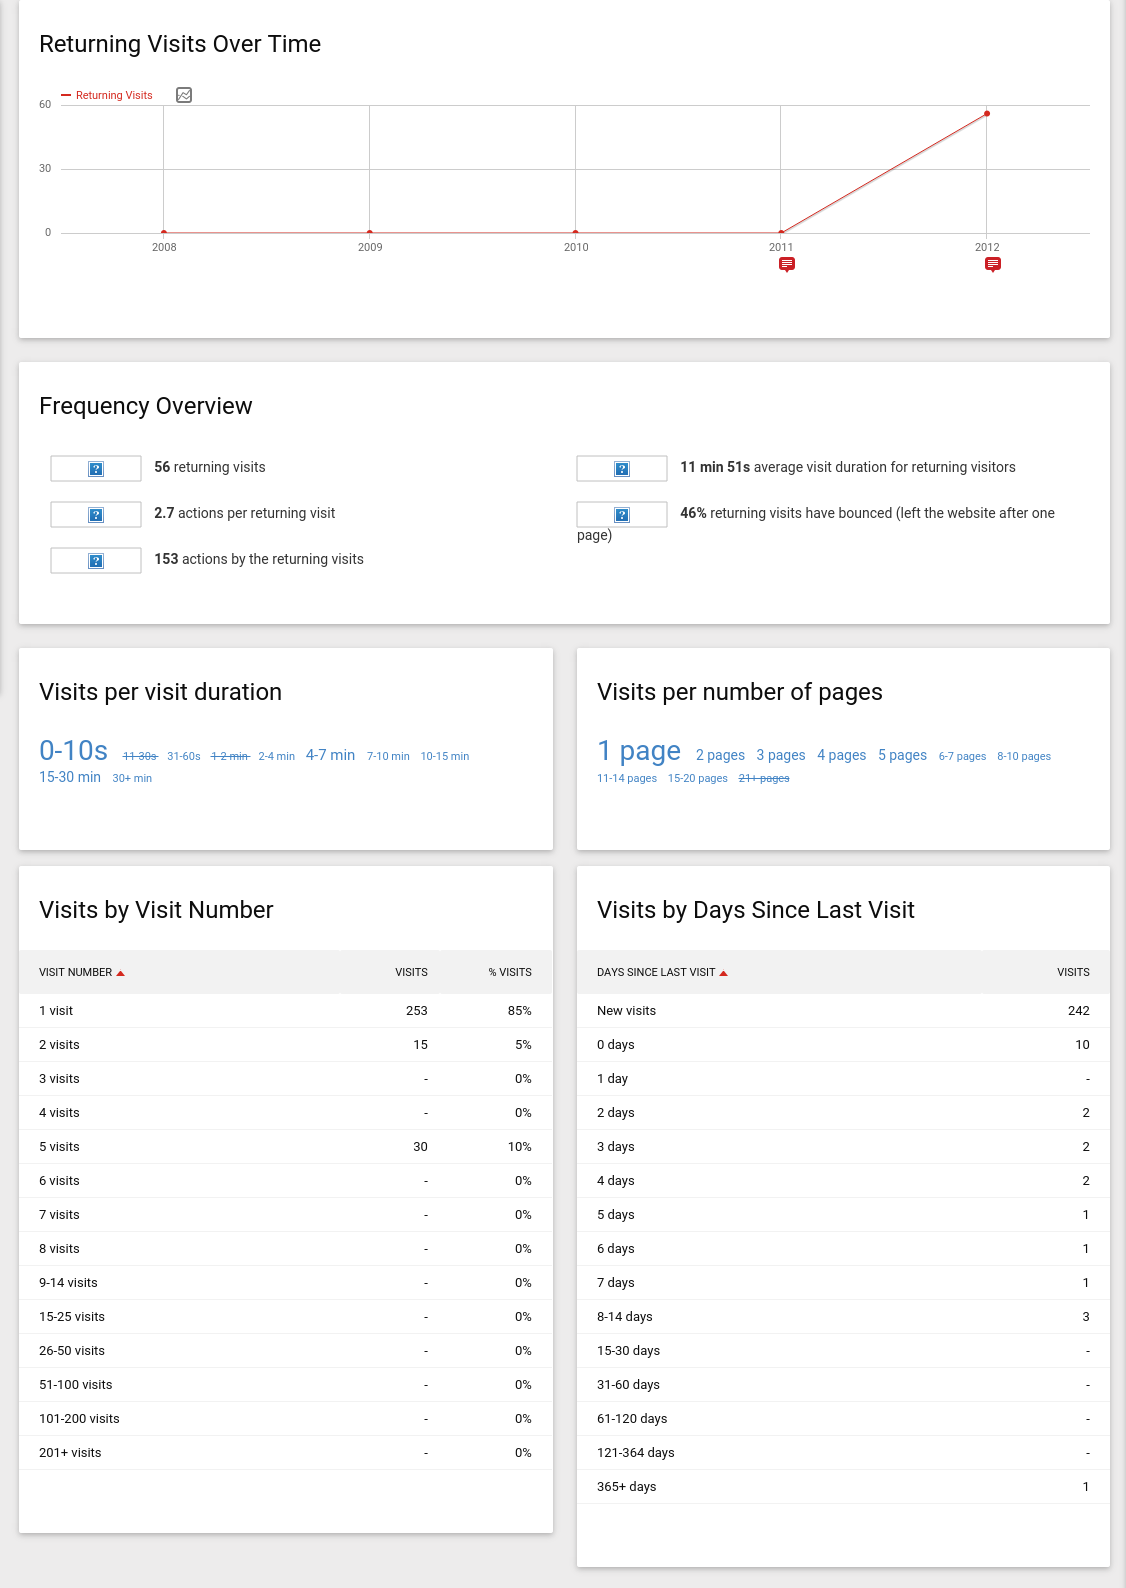 Returning Visits Over Time
Returning Visits
60
30
0
2008 2009 2010 2011 2012
Frequency Overview
56 returning visits
2.7 actions per returning visit
153 actions by the returning visits
11 min 51s average visit duration for returning visitors
46% returning visits have bounced (left the website after one
page)
Visits per visit duration
0-10s 11-30s 31-60s 1-2 min 2-4 min 4-7 min 7-10 min 10-15 min
15-30 min 30+ min
Visits per number of pages
1 page 2 pages 3 pages 4 pages 5 pages 6-7 pages 8-10 pages
11-14 pages 15-20 pages 21+ pages
Visits by Visit Number
VISIT NUMBER VISITS % VISITS
1 visit 253 85%
2 visits 15 5%
3 visits - 0%
4 visits - 0%
5 visits 30 10%
6 visits - 0%
7 visits - 0%
8 visits - 0%
9-14 visits - 0%
15-25 visits - 0%
26-50 visits - 0%
51-100 visits - 0%
101-200 visits - 0%
201+ visits - 0%
Visits by Days Since Last Visit
DAYS SINCE LAST VISIT VISITS
New visits 242
0 days 10
1 day -
2 days 2
3 days 2
4 days 2
5 days 1
6 days 1
7 days 1
8-14 days 3
15-30 days -
31-60 days -
61-120 days -
121-364 days -
365+ days 1